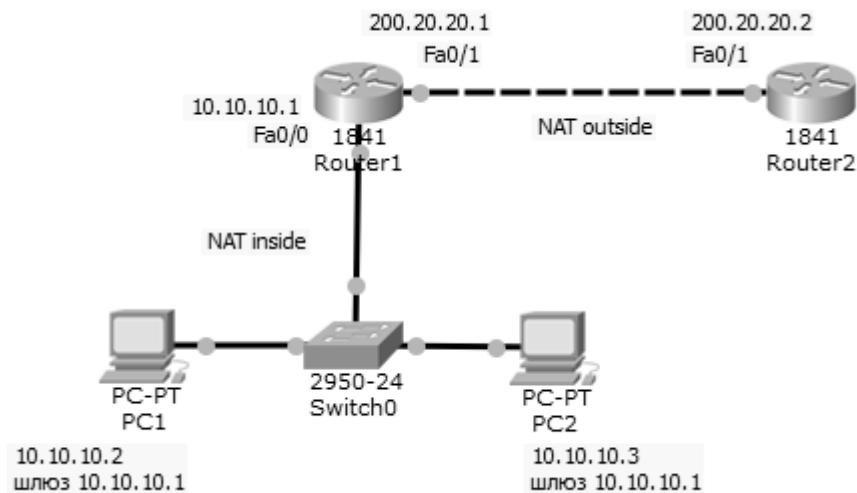 200.20.20.1
Fa0/1
200.20.20.2
Fa0/1
10.10.10.1
Fa0/0
1841
Router1
NAT outside
1841
Router2
NAT inside
2950-24
Switch0
PC-PT
PC1
PC-PT
PC2
10.10.10.2
шлюз 10.10.10.1
10.10.10.3
шлюз 10.10.10.1